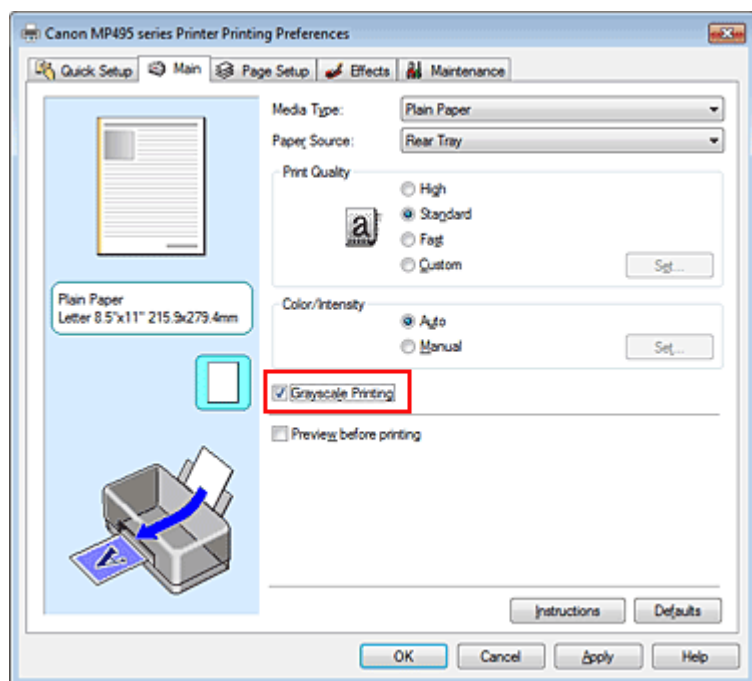 Canon MP495 series Printer Printing Preferences
Quick Setup Main Page Setup Effects Maintenance
Media Type: Plain Paper
Paper Source: Rear Tray
Print Quality
High
a
Standard
Fast
Custom Set...
Plain Paper
Letter 8.5"x11" 215.9x279.4mm
Color/Intensity
Auto
Manual Set...
Grayscale Printing
Preview before printing
A
Instructions Defaults
OK Cancel Apply Help